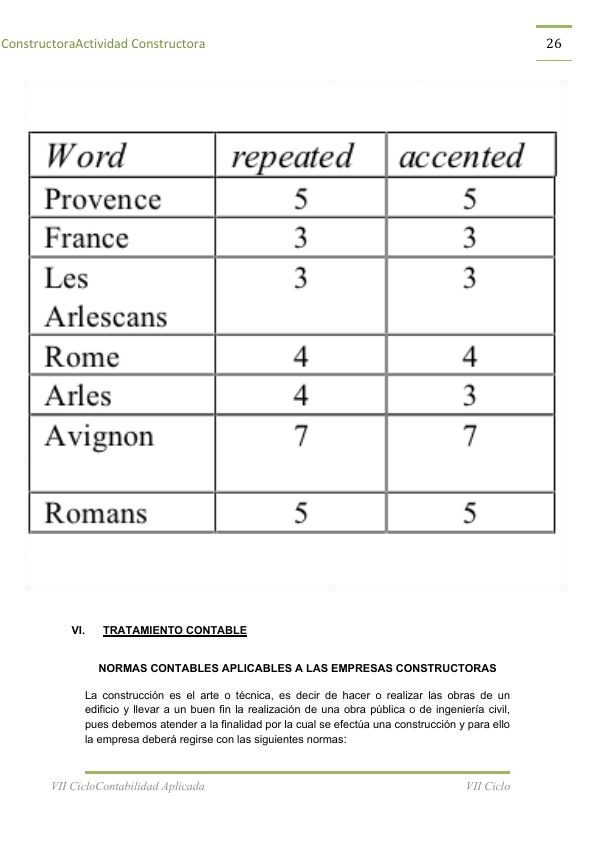 ConstructoraActividad Constructora
26
Word repeated accented
Provence 5 5
France 3 3
Les 3 3
Arlescans
Rome 4 4
Arles 4 3
Avignon 7 7
Romans 5 5
VI. TRATAMIENTO CONTABLE
NORMAS CONTABLES APLICABLES A LAS EMPRESAS CONSTRUCTORAS
La construcción es el arte o técnica, es decir de hacer o realizar las obras de un
edificio y llevar a un buen fin la realización de una obra pública o de ingeniería civil,
pues debemos atender a la finalidad por la cual se efectúa una construcción y para ello
la empresa deberá regirse con las siguientes normas:
VII CicloContabilidad Aplicada VII Ciclo